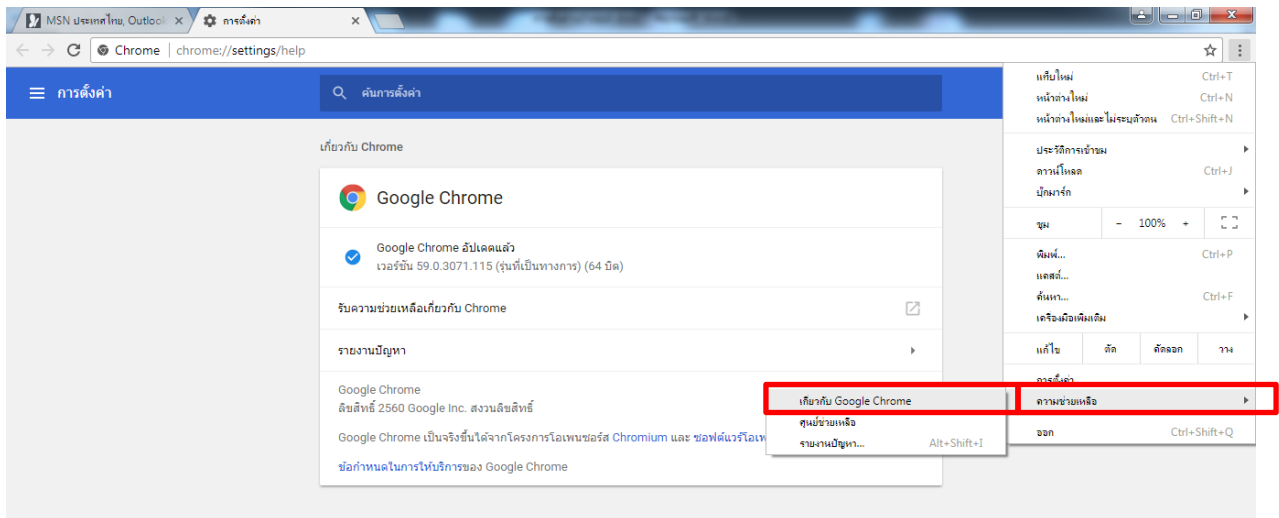 MSN ประเทศไทย, Outlook
การตั้งค่า
Chrome | chrome://settings/help
การตั้งค่า
ค้นการตั้งค่า
เกี่ยวกับ Chrome
Google Chrome
Google Chrome อัปเดตแล้ว
เวอร์ชัน 59.0.3071.115 (รุ่นที่เป็นทางการ) (64 บิต)
รับความช่วยเหลือเกี่ยวกับ Chrome
รายงานปัญหา
Google Chrome
ลิขสิทธิ์ 2560 Google Inc. สงวนลิขสิทธิ์
Google Chrome เป็นจริงขึ้นได้จากโครงการโอเพนซอร์ส Chromium และ ซอฟต์แวร์โอเพ
ข้อกำหนดในการให้บริการของ Google Chrome
แท็บใหม่ Ctrl+T
หน้าต่างใหม่ Ctrl+N
หน้าต่างใหม่และไม่ระบุตัวตน Ctrl+Shift+N
ประวัติการเข้าชม
ดาวน์โหลด Ctrl+J
บุ๊กมาร์ก
ซูม - 100% +
พิมพ์... Ctrl+P
แคสต์...
ค้นหา... Ctrl+F
เครื่องมือเพิ่มเติม
แก้ไข ตัด คัดลอก วาง
การตั้งค่า
ความช่วยเหลือ
ออก Ctrl+Shift+Q
เกี่ยวกับ Google Chrome
ศูนย์ช่วยเหลือ
รายงานปัญหา... Alt+Shift+I